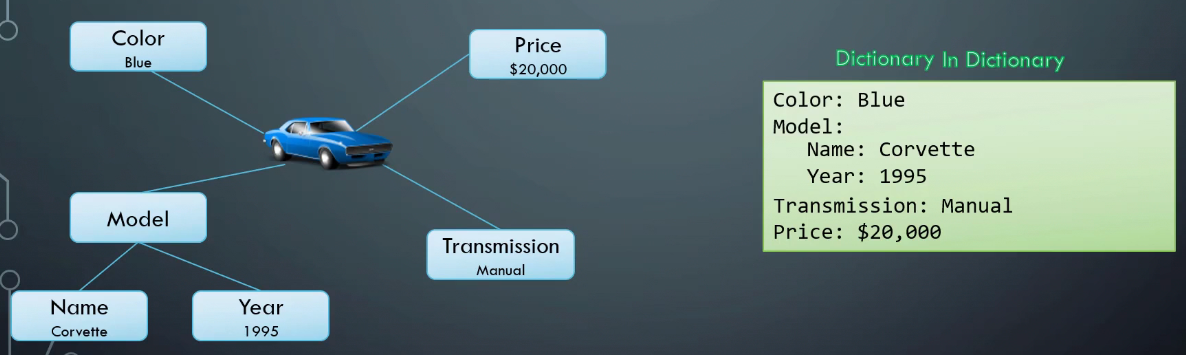 Color
Blue
Price
$20,000
Model
Transmission
Manual
Name
Corvette
Year
1995
Dictionary In Dictionary
Color: Blue
Model:
Name: Corvette
Year: 1995
Transmission: Manual
Price: $20,000